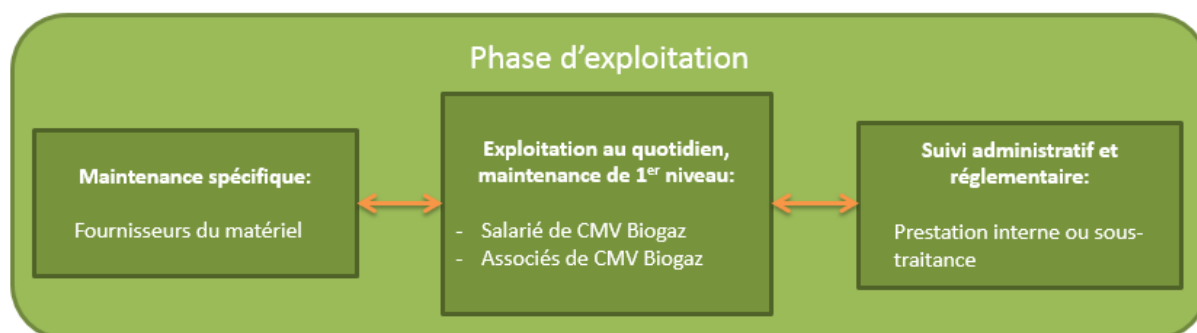 Phase d'exploitation
Maintenance spécifique:
Fournisseurs du matériel
Exploitation au quotidien,
maintenance de 1er niveau:
- Salarié de CMV Biogaz
- Associés de CMV Biogaz
Suivi administratif et
réglementaire:
Prestation interne ou sous-
traitance